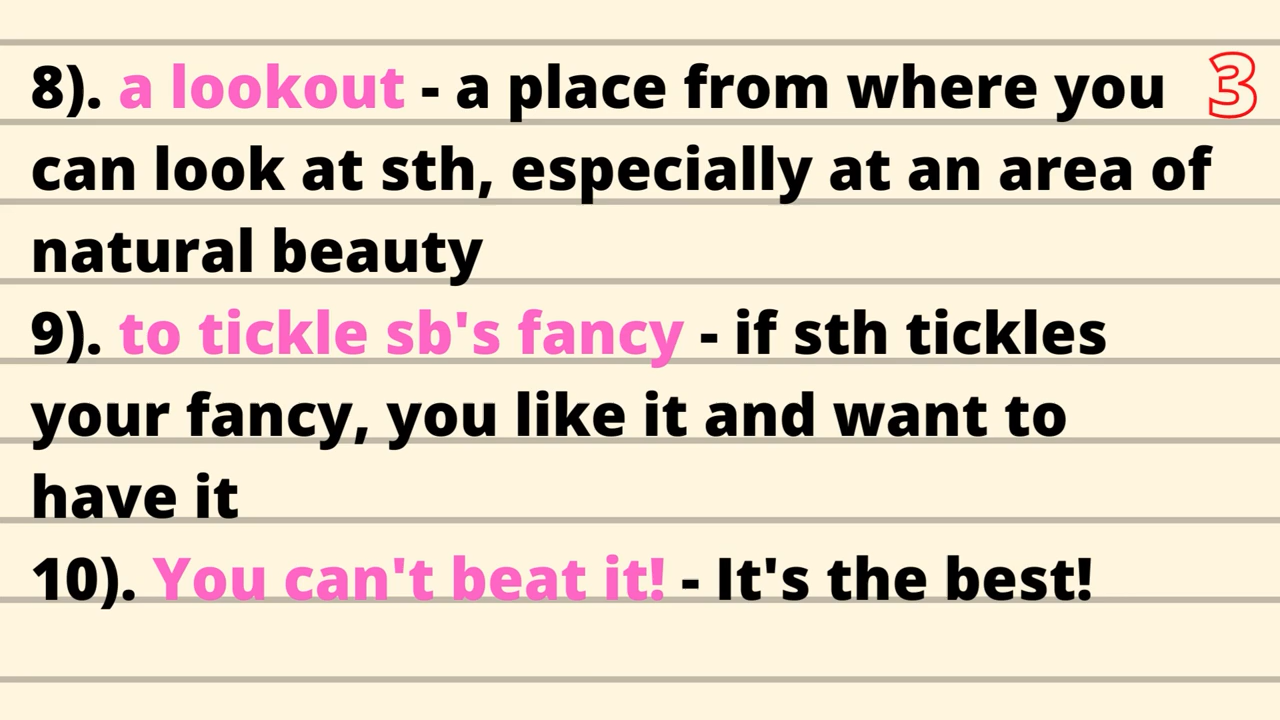 8). a lookout - a place from where you 3
can look at sth, especially at an area of
natural beauty
9). to tickle sb's fancy - if sth tickles
your fancy, you like it and want to
have it
10). You can't beat it! - It's the best!